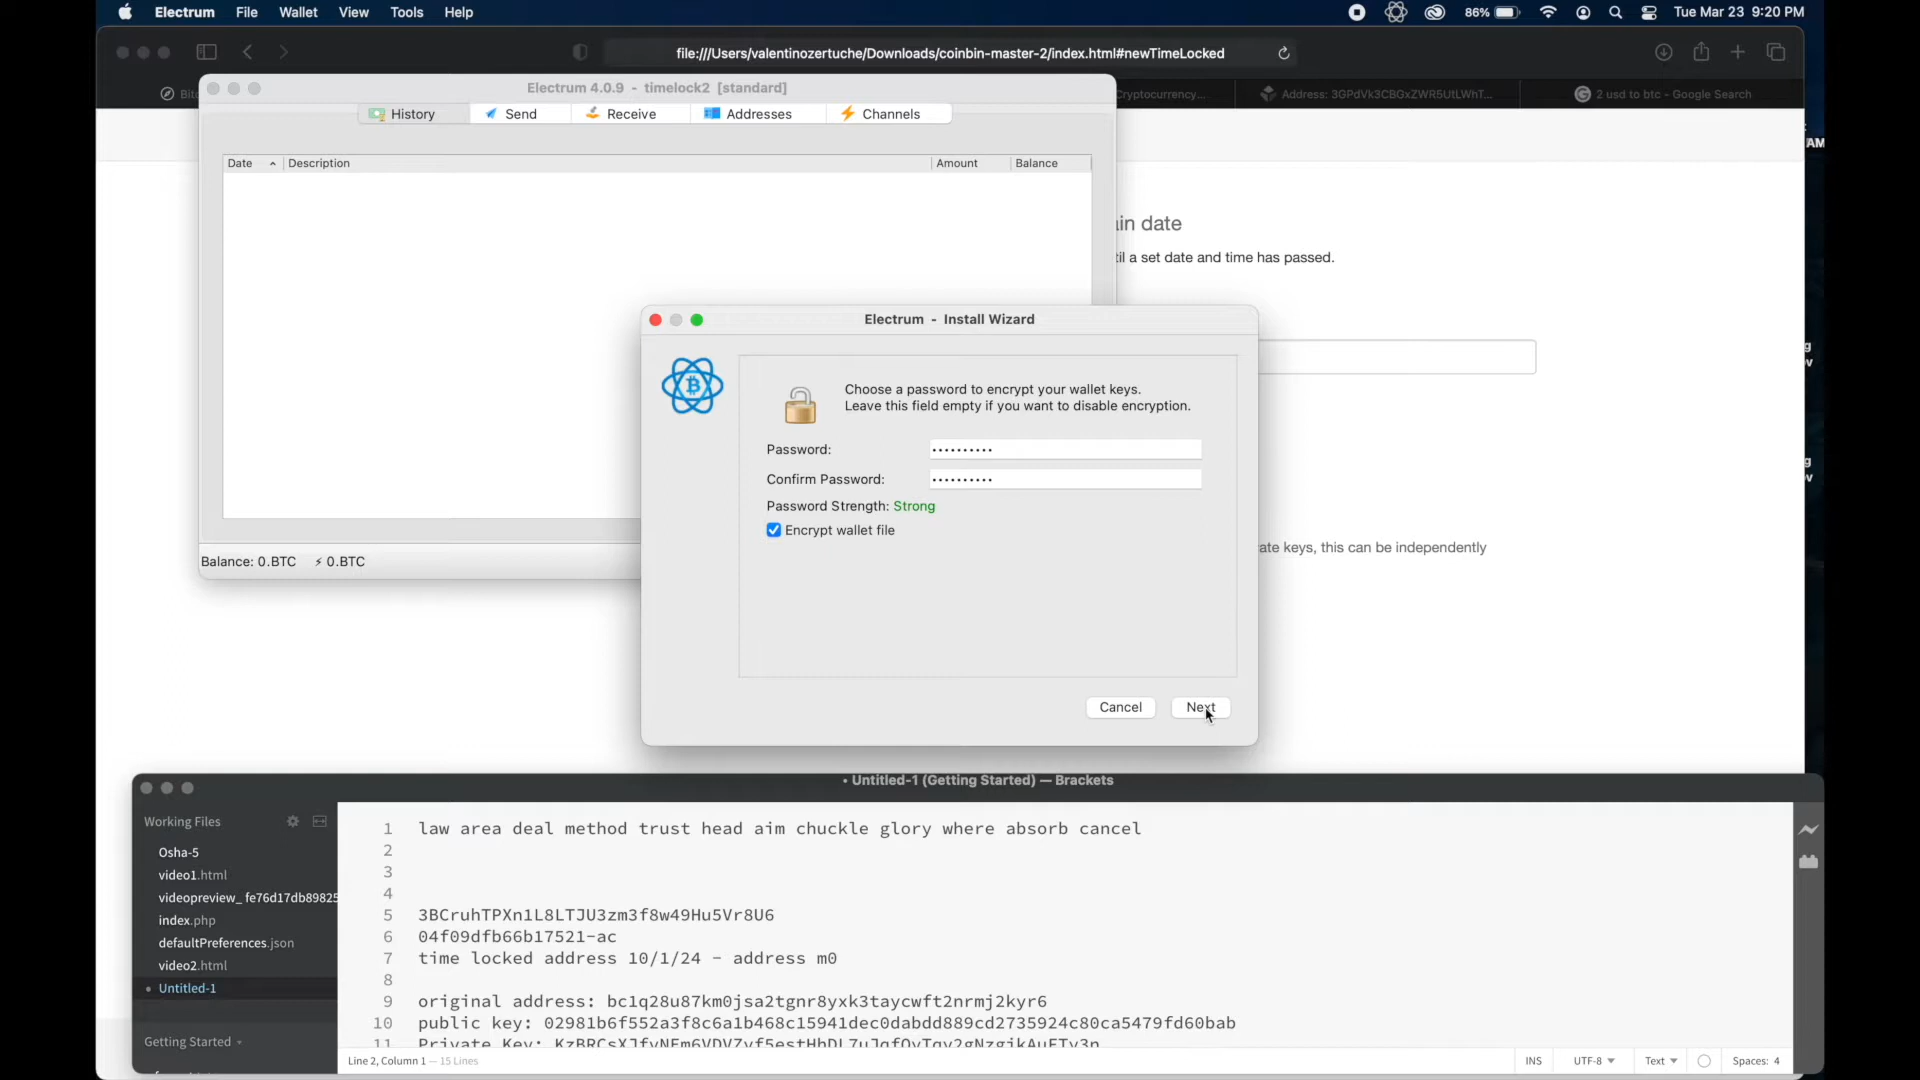 Electrum File Wallet View Tools Help 86% Tue Mar 23 9:20 PM
file:///Users/valentinozertuche/Downloads/coinbin-master-2/index.html#newTimeLocked
Electrum 4.0.9 - timelock2 [standard]
Cryptocurrency... Address: 3GPdVk3CBGxZWR5UtLWhT... 2 usd to btc - Google Search
History Send Receive Addresses Channels
AM
Date Description Amount Balance
in date
til a set date and time has passed.
Electrum - Install Wizard
Choose a password to encrypt your wallet keys.
Leave this field empty if you want to disable encryption.
Password: ••••••••••
Confirm Password: ••••••••••
Password Strength: Strong
Encrypt wallet file
ate keys, this can be independently
Balance: 0.BTC ⚡0.BTC
Cancel Next
• Untitled-1 (Getting Started) — Brackets
Working Files
Osha-5
video1.html
videopreview_ fe76d17db89825
index.php
defaultPreferences.json
video2.html
• Untitled-1
Getting Started
1 law area deal method trust head aim chuckle glory where absorb cancel
2
3
4
5 3BCruhTPXn1L8LTJU3zm3f8w49Hu5Vr8U6
6 04f09dfb66b17521-ac
7 time locked address 10/1/24 - address m0
8
9 original address: bc1q28u87km0jsa2tgnr8yxk3taycwft2nrmj2kyr6
10 public key: 02981b6f552a3f8c6a1b468c15941dec0dabdd889cd2735924c80ca5479fd60bab
11 Private Key:
Line 2, Column 1 — 15 Lines INS UTF-8 Text Spaces: 4